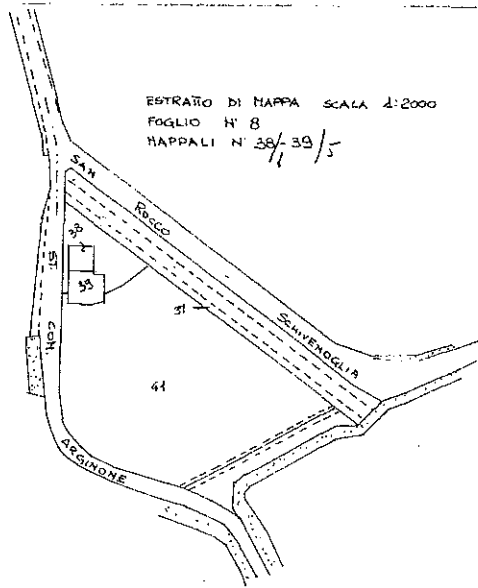 ESTRATTO DI MAPPA SCALA 1:2000
FOGLIO N° 8
MAPPALI N° 38/1-39/5
SAN ROCCO SCHIVENOGLIA
ST. COM. ARGINONE
39
31
41